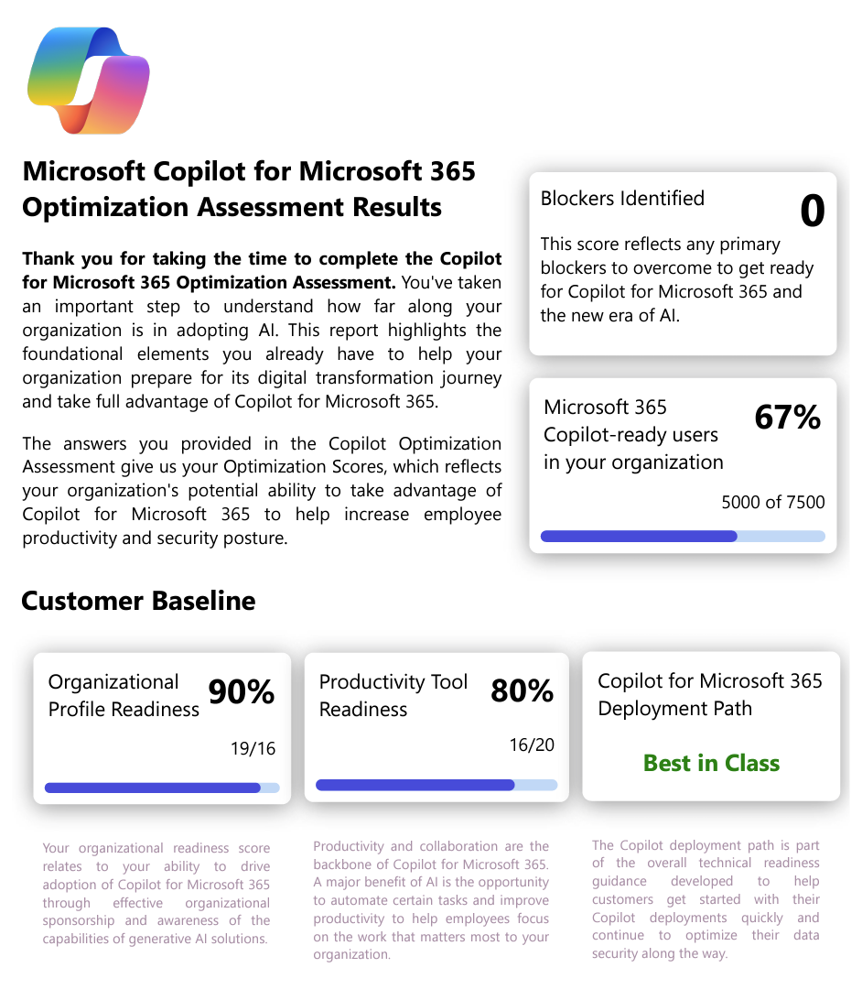 Microsoft Copilot for Microsoft 365
Optimization Assessment Results
Thank you for taking the time to complete the Copilot
for Microsoft 365 Optimization Assessment. You've taken
an important step to understand how far along your
organization is in adopting AI. This report highlights the
foundational elements you already have to help your
organization prepare for its digital transformation journey
and take full advantage of Copilot for Microsoft 365.
The answers you provided in the Copilot Optimization
Assessment give us your Optimization Scores, which reflects
your organization's potential ability to take advantage of
Copilot for Microsoft 365 to help increase employee
productivity and security posture.
Blockers Identified
0
This score reflects any primary
blockers to overcome to get ready
for Copilot for Microsoft 365 and
the new era of AI.
Microsoft 365
Copilot-ready users
in your organization
67%
5000 of 7500
Customer Baseline
Organizational
Profile Readiness
90%
19/16
Productivity Tool
Readiness
80%
16/20
Copilot for Microsoft 365
Deployment Path
Best in Class
Your organizational readiness score
relates to your ability to drive
adoption of Copilot for Microsoft 365
through effective organizational
sponsorship and awareness of the
capabilities of generative AI solutions.
Productivity and collaboration are the
backbone of Copilot for Microsoft 365.
A major benefit of AI is the opportunity
to automate certain tasks and improve
productivity to help employees focus
on the work that matters most to your
organization.
The Copilot deployment path is part
of the overall technical readiness
guidance developed to help
customers get started with their
Copilot deployments quickly and
continue to optimize their data
security along the way.